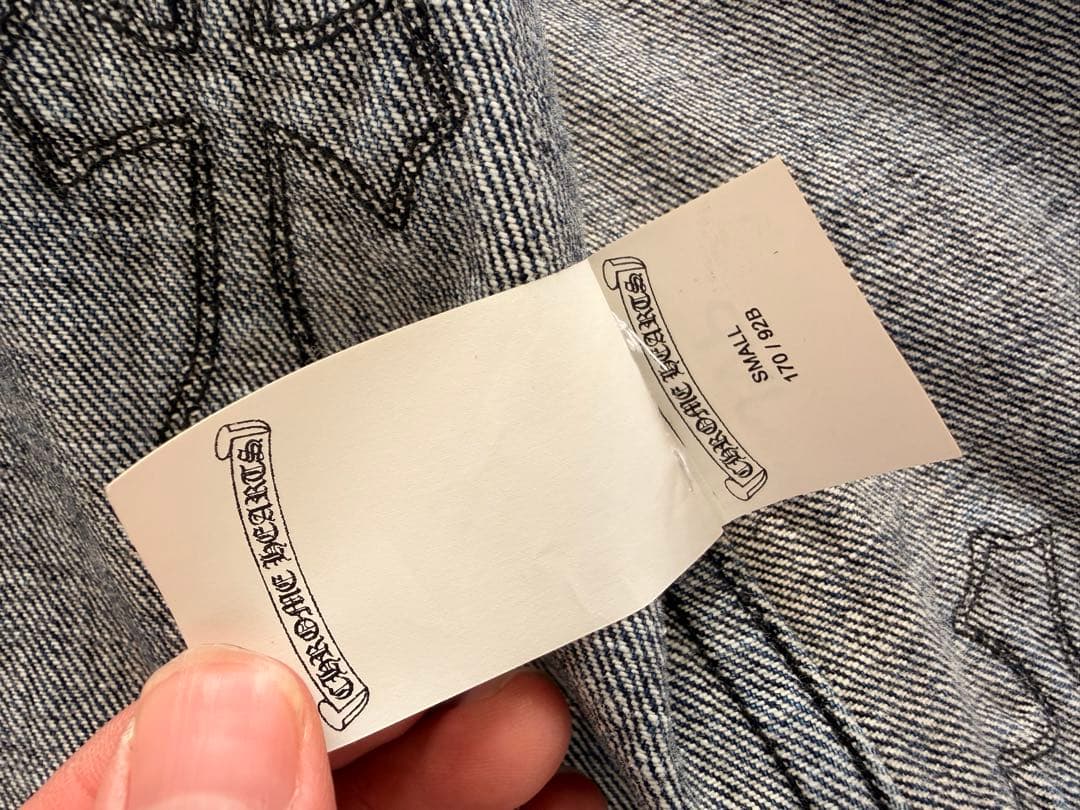 CHROME HEARTS
CHROME HEARTS
SMALL
170 / 92B